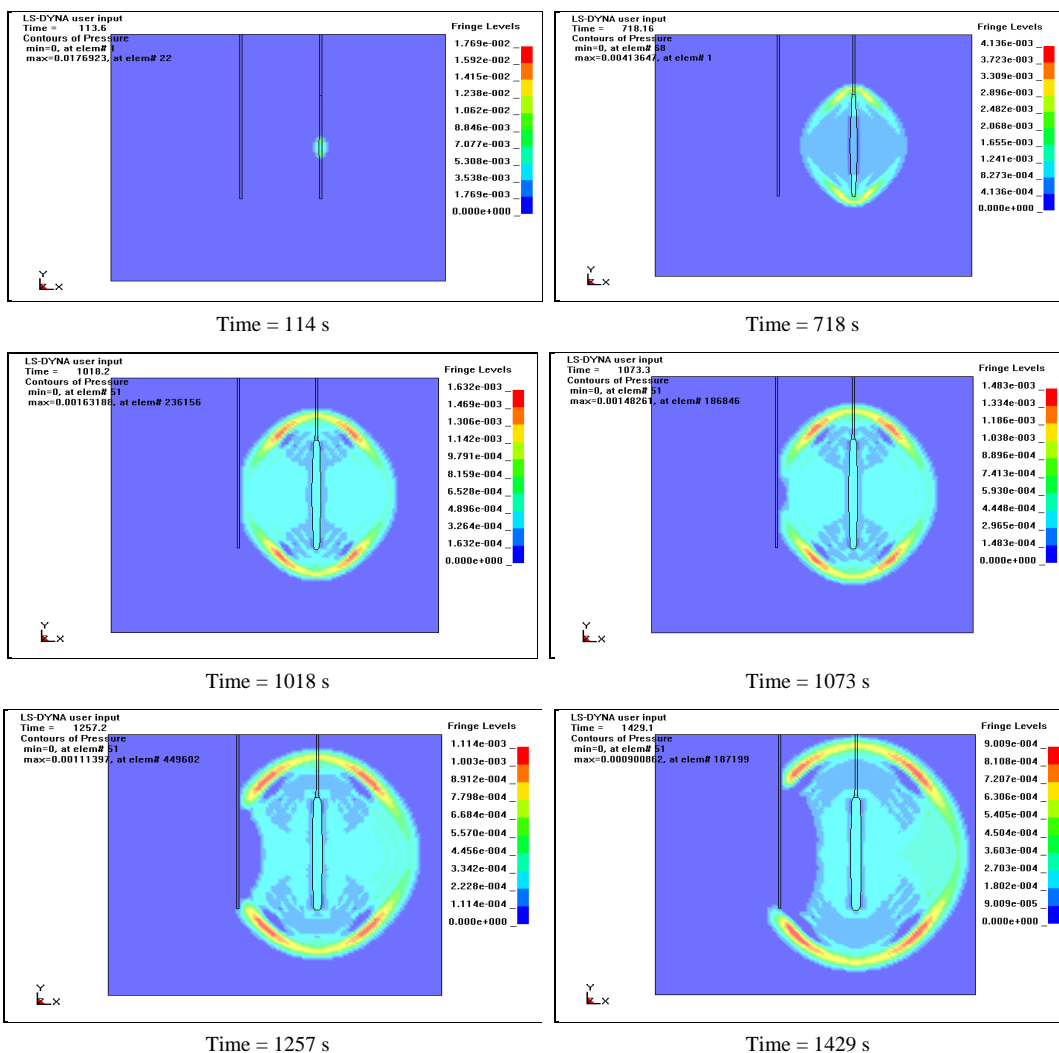 LS-DYNA user input
Time = 113.6
Contours of Pressure
min=0, at elem# 1
max=0.0176923, at elem# 22
Fringe Levels
1.769e-002
1.592e-002
1.415e-002
1.238e-002
1.062e-002
8.846e-003
7.077e-003
5.308e-003
3.538e-003
1.769e-003
0.000e+000
Y
X
Time = 114 s
LS-DYNA user input
Time = 718.16
Contours of Pressure
min=0, at elem# 68
max=0.00413647, at elem# 1
Fringe Levels
4.136e-003
3.723e-003
3.309e-003
2.896e-003
2.482e-003
2.068e-003
1.655e-003
1.241e-003
8.273e-004
4.136e-004
0.000e+000
Y
X
Time = 718 s
LS-DYNA user input
Time = 1018.2
Contours of Pressure
min=0, at elem# 51
max=0.00163188, at elem# 236156
Fringe Levels
1.632e-003
1.469e-003
1.306e-003
1.142e-003
9.791e-004
8.159e-004
6.528e-004
4.896e-004
3.264e-004
1.632e-004
0.000e+000
Y
X
Time = 1018 s
LS-DYNA user input
Time = 1073.3
Contours of Pressure
min=0, at elem# 51
max=0.00148261, at elem# 186846
Fringe Levels
1.483e-003
1.334e-003
1.186e-003
1.038e-003
8.896e-004
7.413e-004
5.930e-004
4.448e-004
2.965e-004
1.483e-004
0.000e+000
Y
X
Time = 1073 s
LS-DYNA user input
Time = 1257.2
Contours of Pressure
min=0, at elem# 51
max=0.00111397, at elem# 449602
Fringe Levels
1.114e-003
1.003e-003
8.912e-004
7.798e-004
6.684e-004
5.570e-004
4.456e-004
3.342e-004
2.228e-004
1.114e-004
0.000e+000
Y
X
Time = 1257 s
LS-DYNA user input
Time = 1429.1
Contours of Pressure
min=0, at elem# 51
max=0.000900862, at elem# 187199
Fringe Levels
9.009e-004
8.108e-004
7.207e-004
6.306e-004
5.405e-004
4.504e-004
3.603e-004
2.703e-004
1.802e-004
9.009e-005
0.000e+000
Y
X
Time = 1429 s